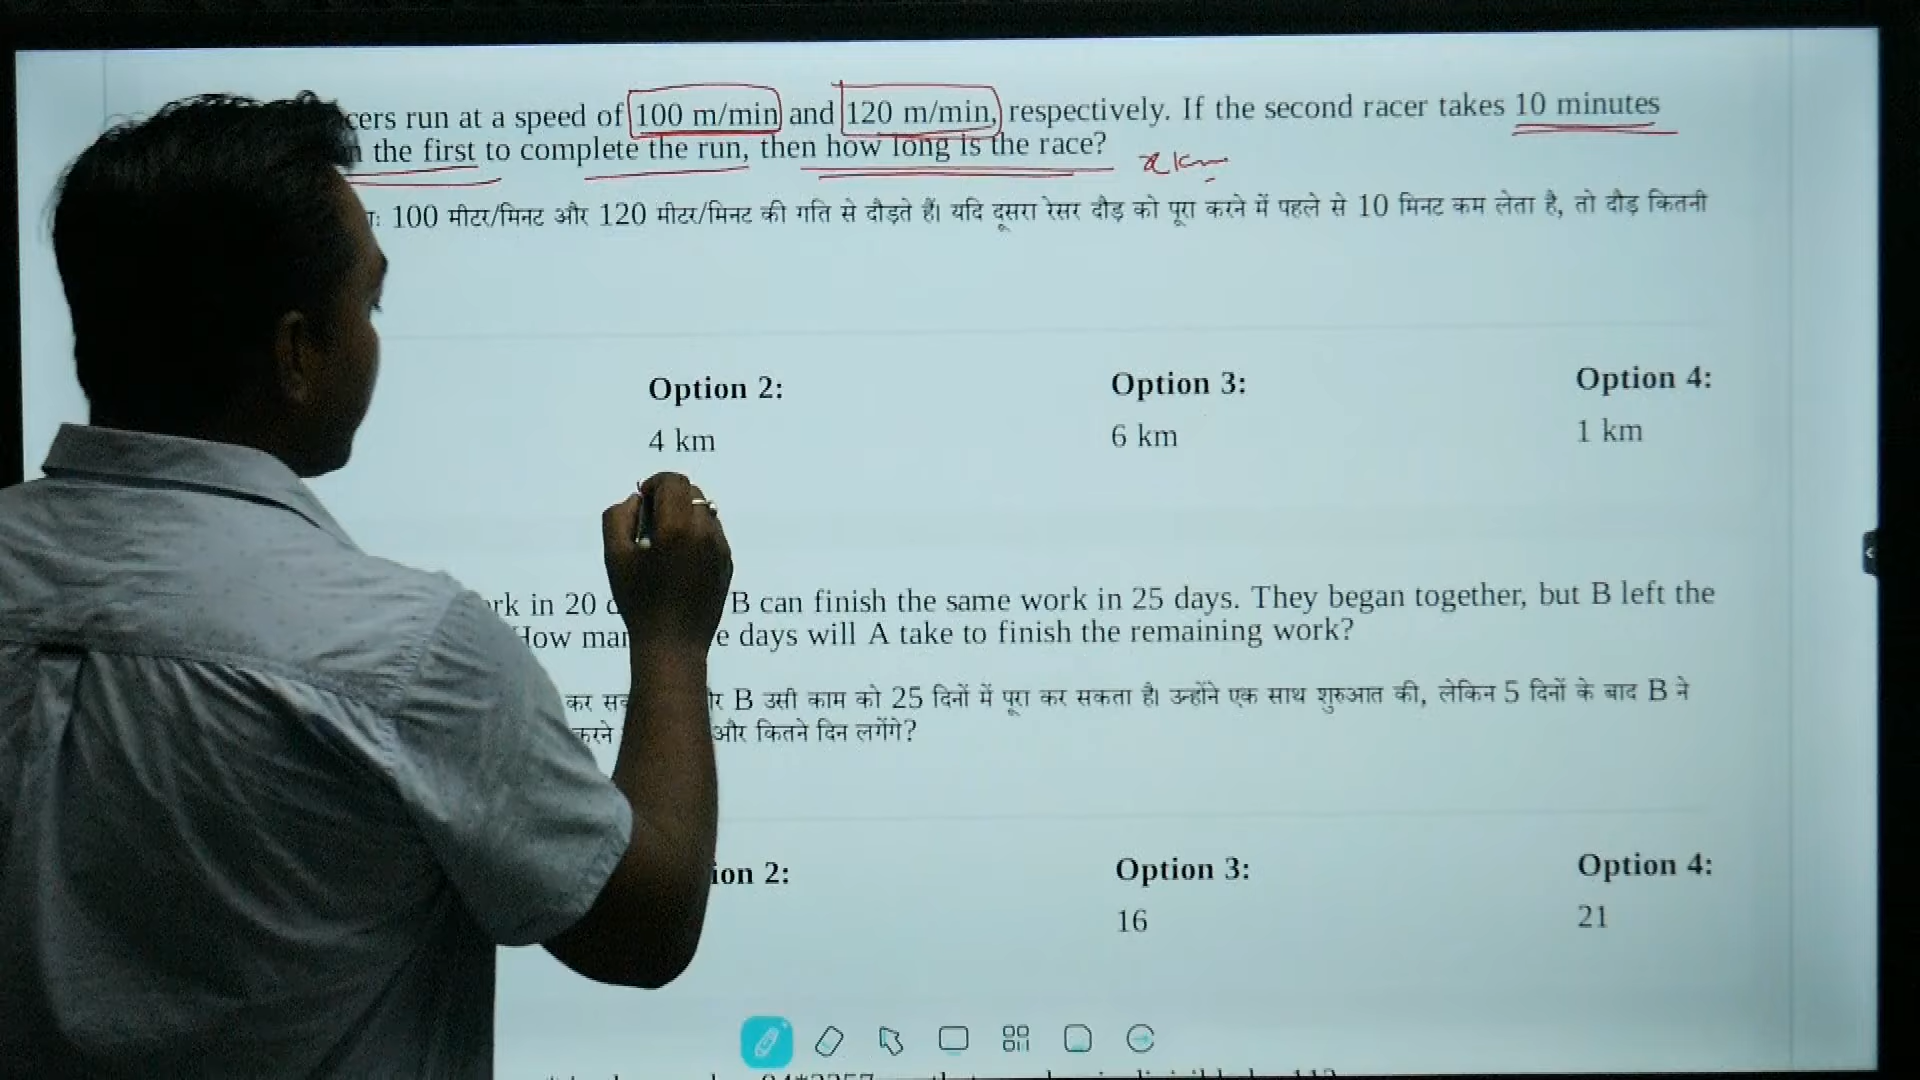 run at a speed of 100 m/min and 120 m/min, respectively. If the second racer takes 10 minutes
the first to complete the run, then how long is the race? x km
100 मीटर/मिनट और 120 मीटर/मिनट की गति से दौड़ते हैं। यदि दूसरा रेसर दौड़ को पूरा करने में पहले से 10 मिनट कम लेता है, तो दौड़ कितनी
Option 2:
4 km
Option 3:
6 km
Option 4:
1 km
in 20 B can finish the same work in 25 days. They began together, but B left the
days will A take to finish the remaining work?
कर B उसी काम को 25 दिनों में पूरा कर सकता है। उन्होंने एक साथ शुरुआत की, लेकिन 5 दिनों के बाद B ने
करने और कितने दिन लगेंगे?
2:
Option 3:
16
Option 4:
21